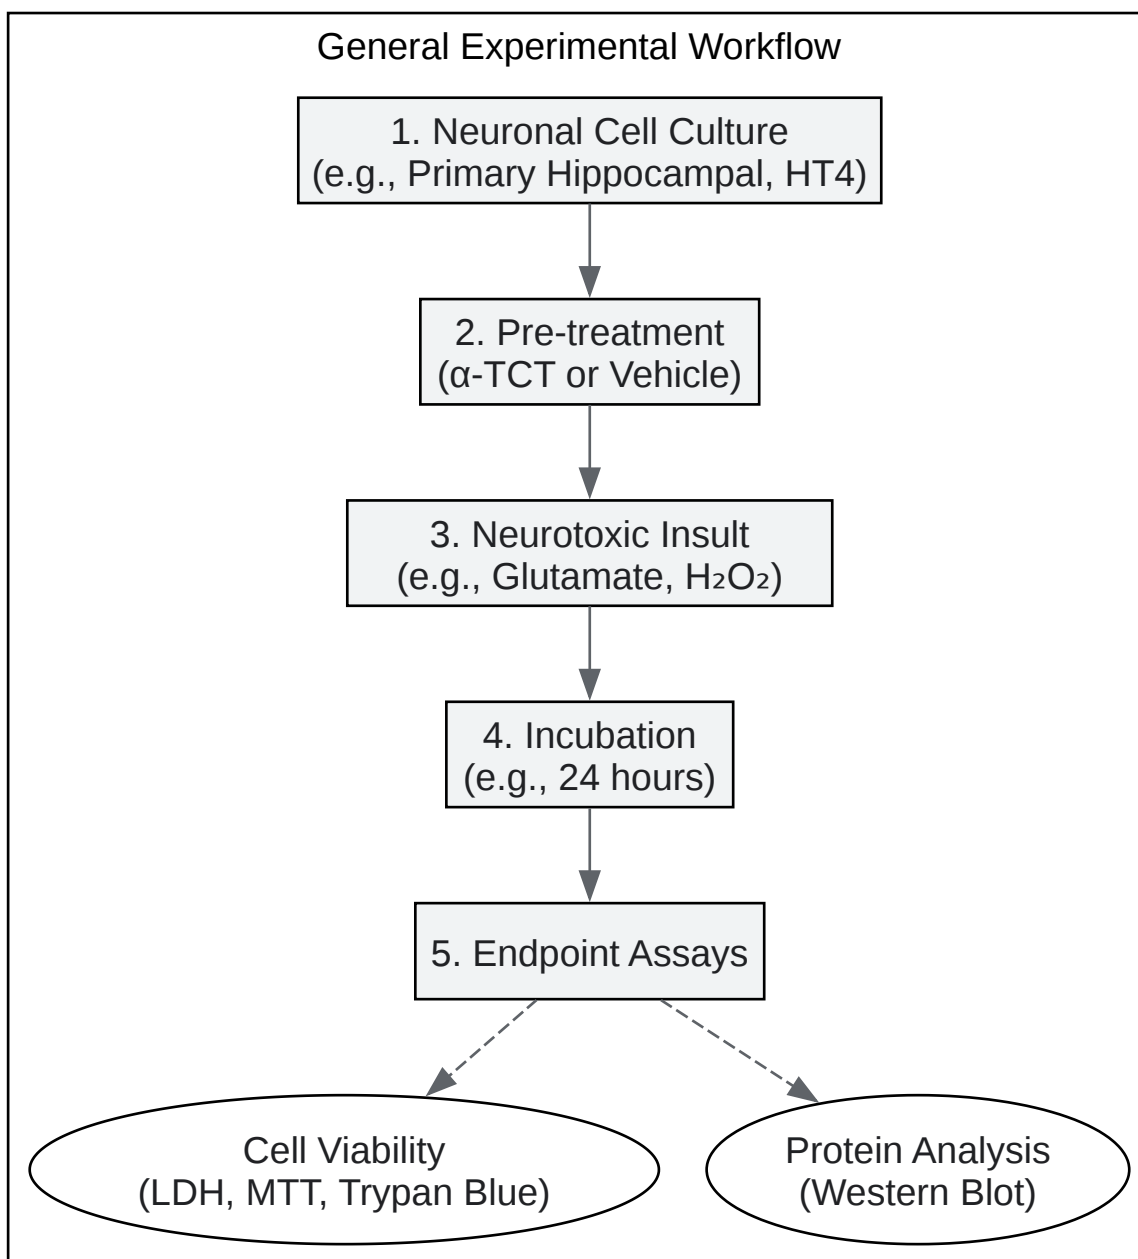 General Experimental Workflow
1. Neuronal Cell Culture
(e.g., Primary Hippocampal, HT4)
2. Pre-treatment
(α-TCT or Vehicle)
3. Neurotoxic Insult
(e.g., Glutamate, H₂O₂)
4. Incubation
(e.g., 24 hours)
5. Endpoint Assays
Cell Viability
(LDH, MTT, Trypan Blue)
Protein Analysis
(Western Blot)